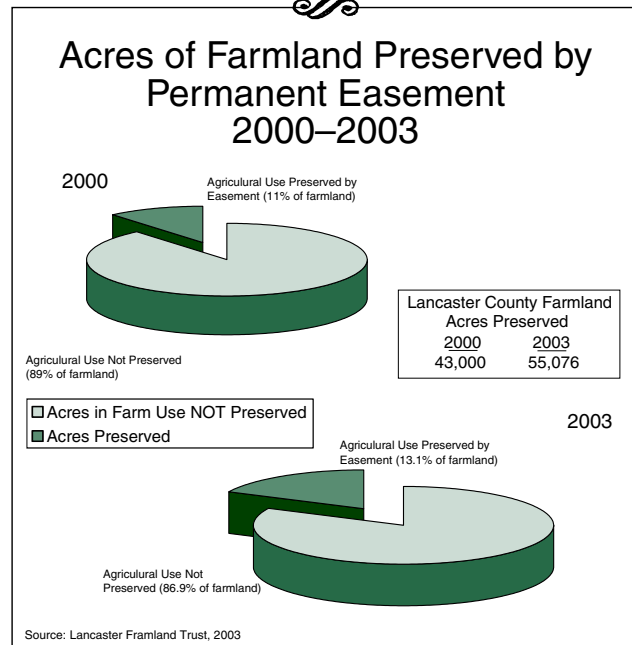 Acres of Farmland Preserved by
Permanent Easement
2000–2003
2000
Agriculural Use Preserved by
Easement (11% of farmland)
Agriculural Use Not Preserved
(89% of farmland)
Lancaster County Farmland
Acres Preserved
2000 2003
43,000 55,076
Acres in Farm Use NOT Preserved
Acres Preserved
2003
Agriculural Use Preserved by
Easement (13.1% of farmland)
Agriculural Use Not
Preserved (86.9% of farmland)
Source: Lancaster Framland Trust, 2003